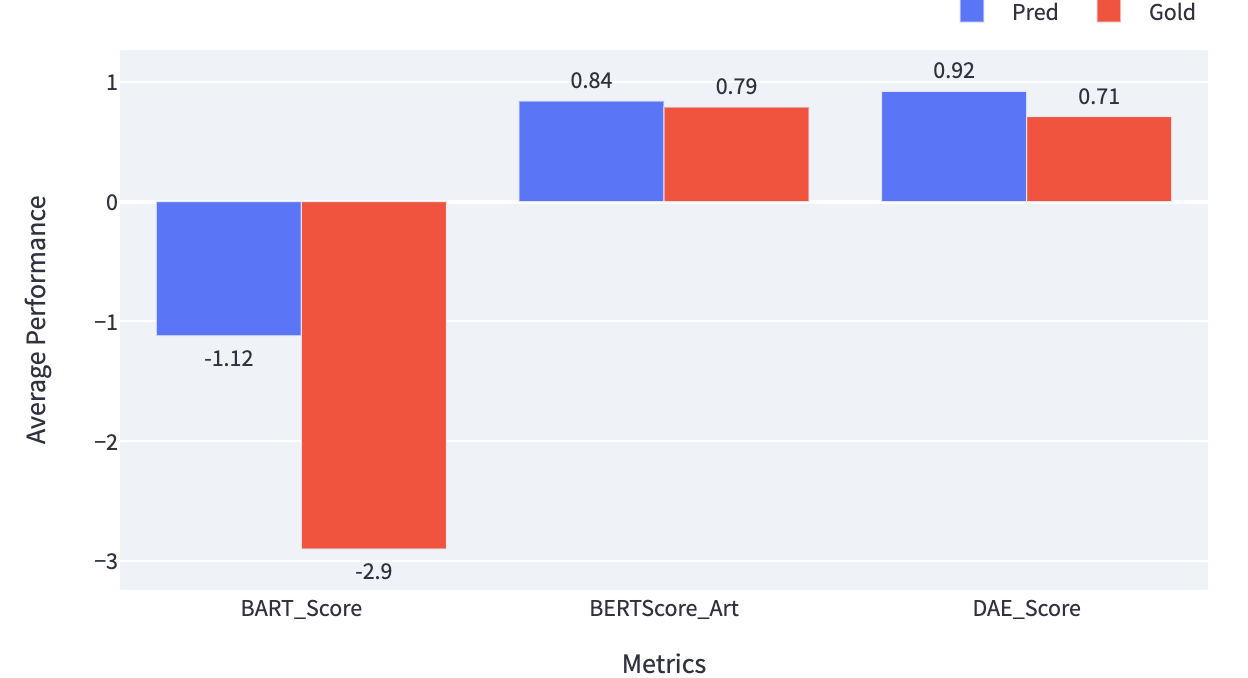 Pred Gold
0.92
0.84
0.79
0.71
1
0
−1
−2
−3
-1.12
-2.9
Average Performance
BART_Score BERTScore_Art DAE_Score
Metrics